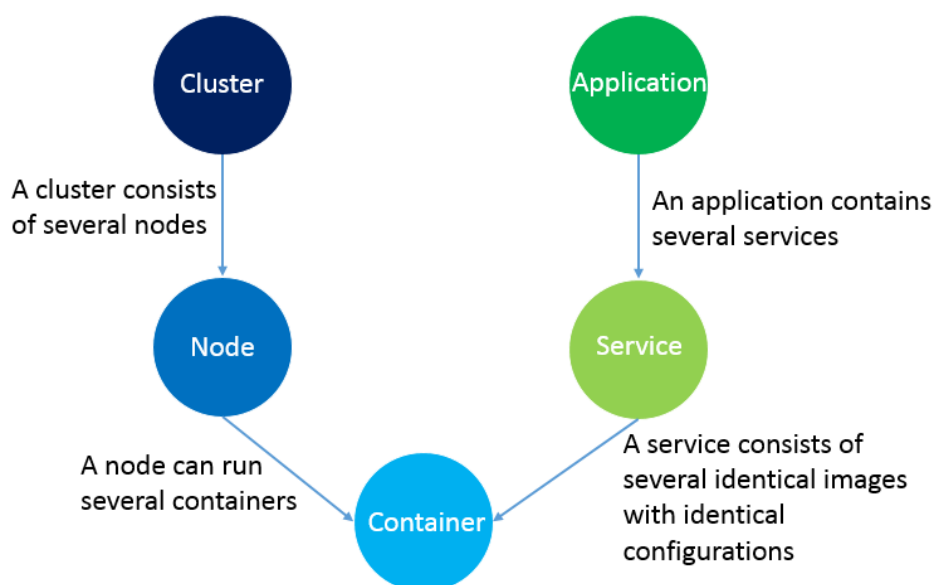 Cluster
Application
A cluster consists
of several nodes
An application contains
several services
Node
Service
A node can run
several containers
A service consists of
several identical images
with identical
configurations
Container